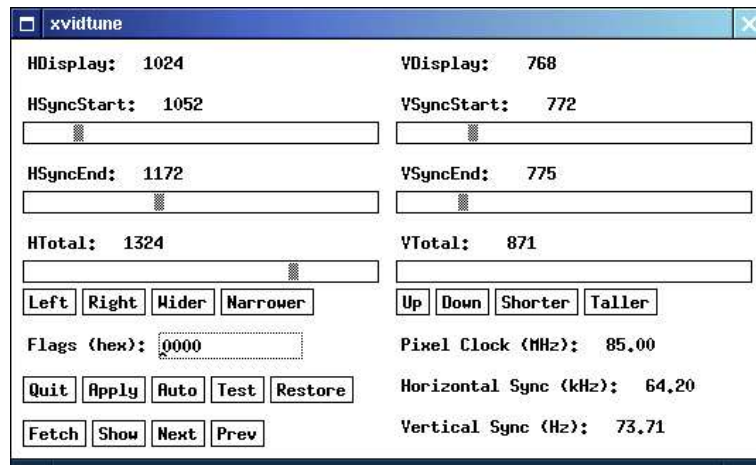 xvidtune
HDisplay: 1024 VDisplay: 768
HSyncStart: 1052 VSyncStart: 772
HSyncEnd: 1172 VSyncEnd: 775
HTotal: 1324 VTotal: 871
Left Right Wider Narrower Up Down Shorter Taller
Flags (hex): 0000 Pixel Clock (MHz): 85.00
Quit Apply Auto Test Restore Horizontal Sync (kHz): 64.20
Fetch Show Next Prev Vertical Sync (Hz): 73.71